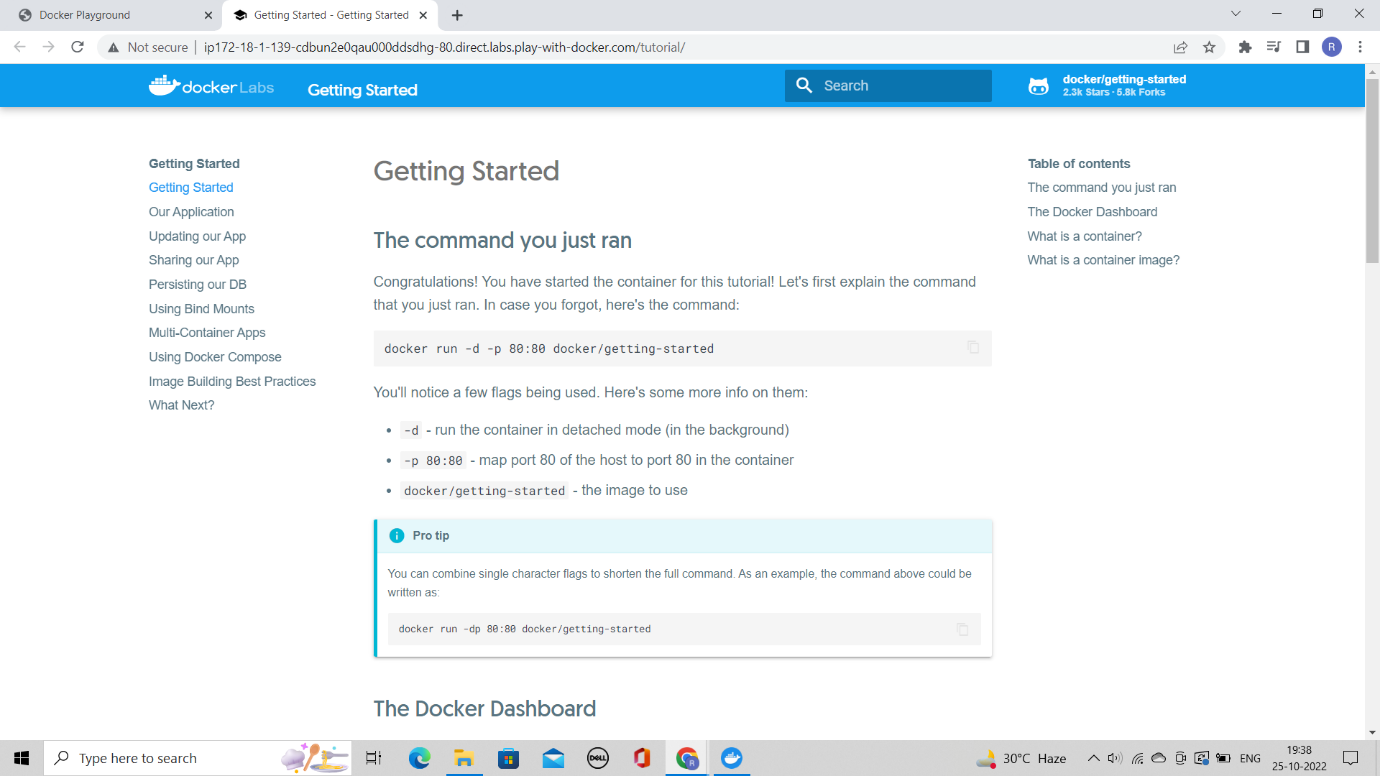 Docker Playground
Getting Started - Getting Started
Not secure
ip172-18-1-139-cdbun2e0qau000ddsdhg-80.direct.labs.play-with-docker.com/tutorial/
R
docker Labs
Getting Started
Search
docker/getting-started
2.3k Stars · 5.8k Forks
Getting Started
Getting Started
Our Application
Updating our App
Sharing our App
Persisting our DB
Using Bind Mounts
Multi-Container Apps
Using Docker Compose
Image Building Best Practices
What Next?
Getting Started
The command you just ran
Congratulations! You have started the container for this tutorial! Let's first explain the command
that you just ran. In case you forgot, here's the command:
docker run -d -p 80:80 docker/getting-started
You'll notice a few flags being used. Here's some more info on them:
• -d - run the container in detached mode (in the background)
• -p 80:80 - map port 80 of the host to port 80 in the container
• docker/getting-started - the image to use
Pro tip
You can combine single character flags to shorten the full command. As an example, the command above could be
written as:
docker run -dp 80:80 docker/getting-started
The Docker Dashboard
Table of contents
The command you just ran
The Docker Dashboard
What is a container?
What is a container image?
Type here to search
DELL
R
30°C Haze
ENG
19:38
25-10-2022